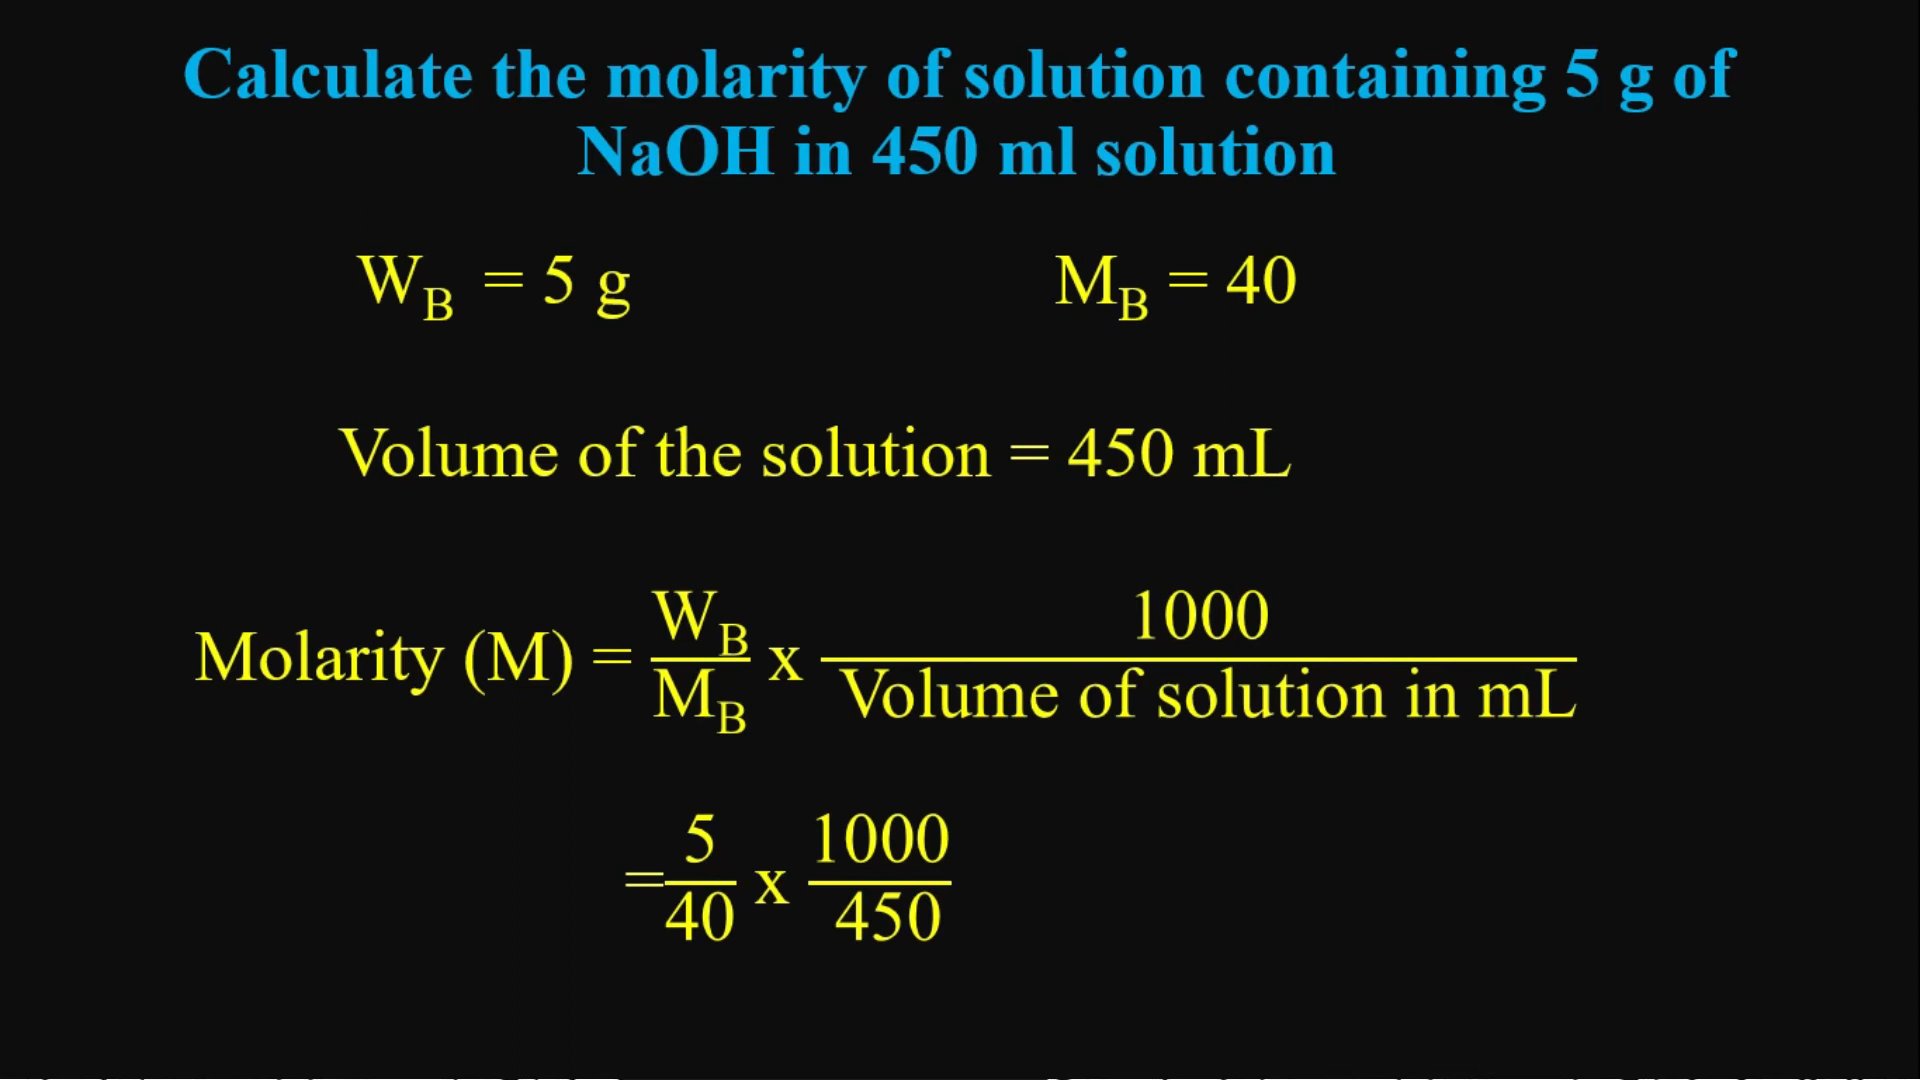 Calculate the molarity of solution containing 5 g of
NaOH in 450 ml solution
W_B = 5 g M_B = 40
Volume of the solution = 450 mL
Molarity (M) = W_B/M_B x 1000/Volume of solution in mL
= 5/40 x 1000/450